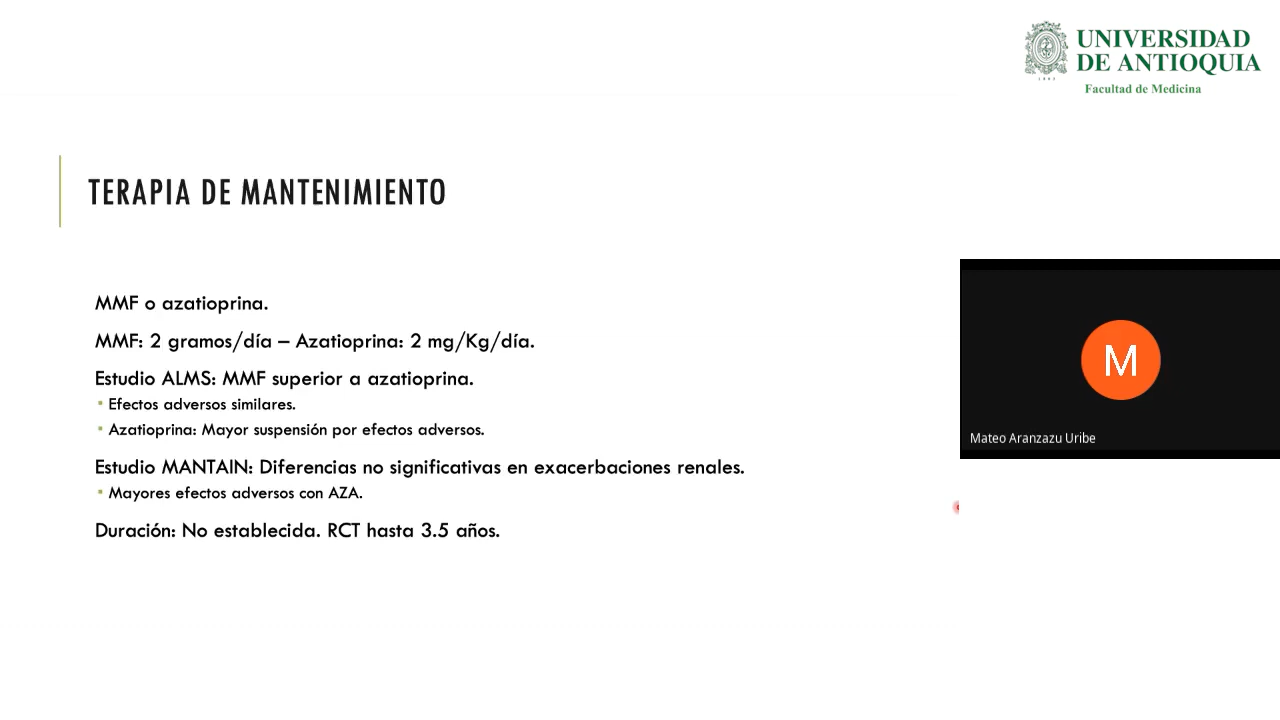 UNIVERSIDAD
DE ANTIOQUIA
1803
Facultad de Medicina
TERAPIA DE MANTENIMIENTO
MMF o azatioprina.
MMF: 2 gramos/día – Azatioprina: 2 mg/Kg/día.
Estudio ALMS: MMF superior a azatioprina.
▪ Efectos adversos similares.
▪ Azatioprina: Mayor suspensión por efectos adversos.
Estudio MANTAIN: Diferencias no significativas en exacerbaciones renales.
▪ Mayores efectos adversos con AZA.
Duración: No establecida. RCT hasta 3.5 años.
M
Mateo Aranzazu Uribe